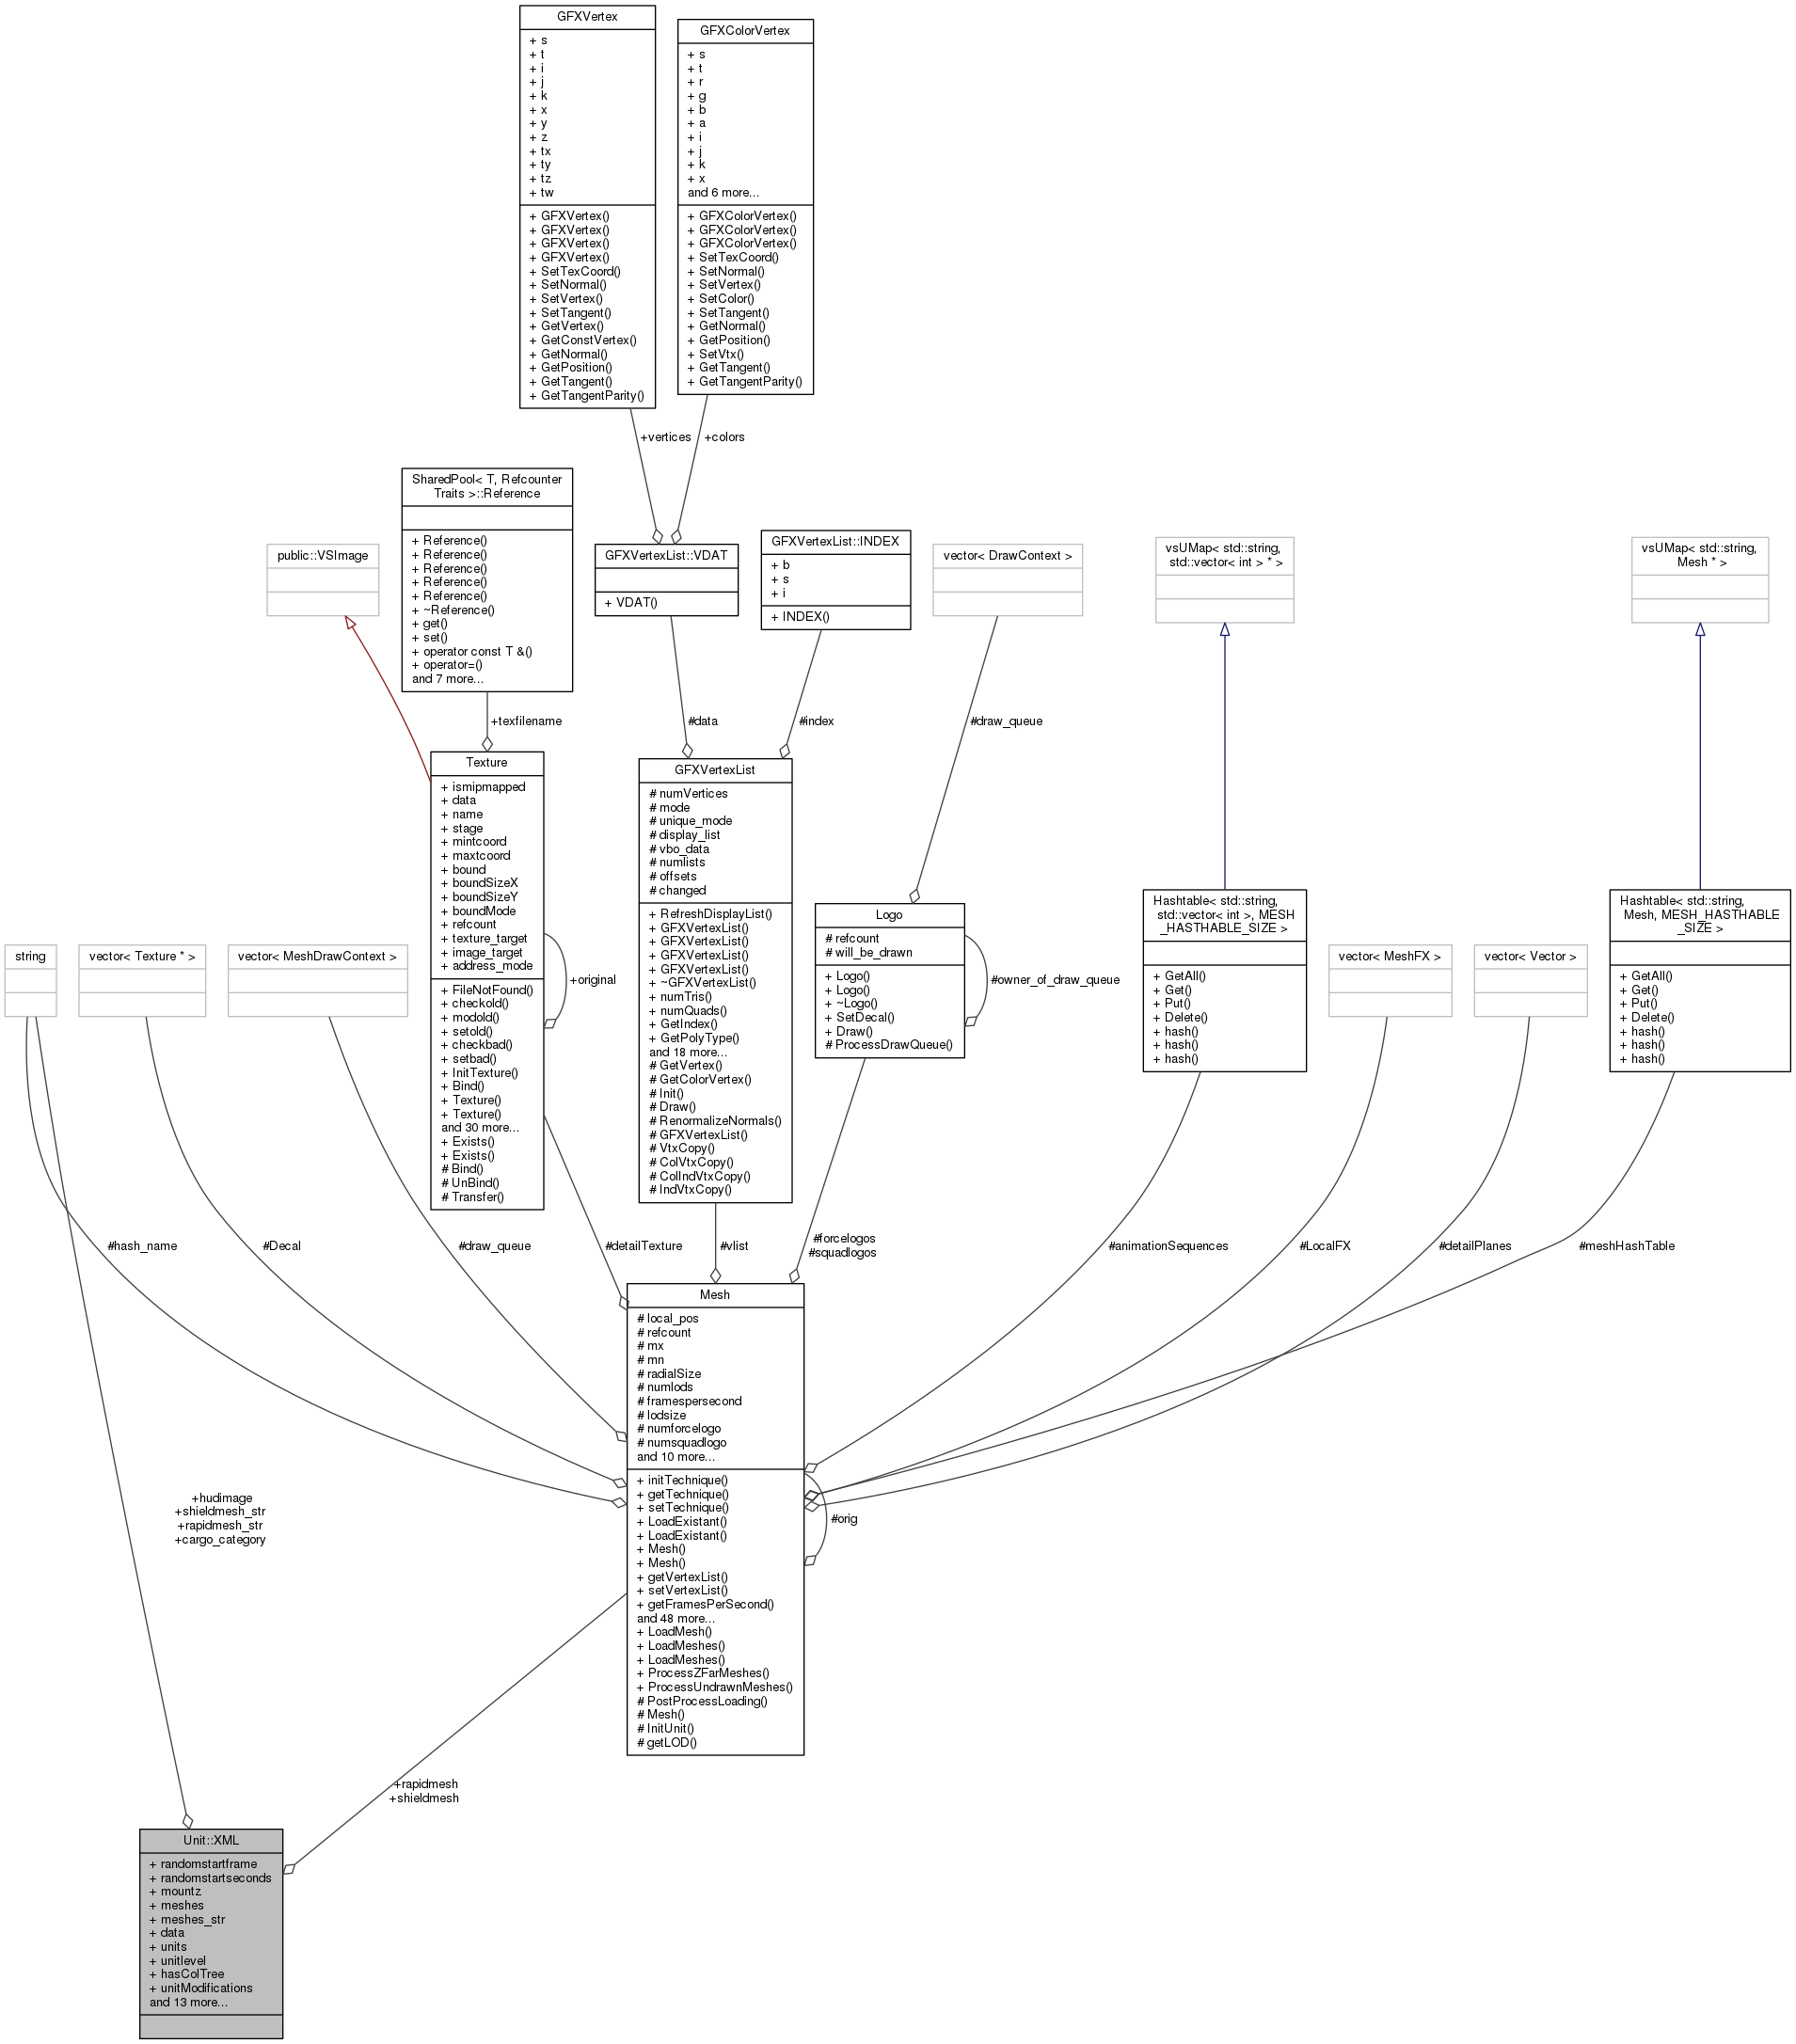 GFXVertex
+ s
+ t
+ i
+ j
+ k
+ x
+ y
+ z
+ tx
+ ty
+ tz
+ tw
+ GFXVertex()
+ GFXVertex()
+ GFXVertex()
+ GFXVertex()
+ SetTexCoord()
+ SetNormal()
+ SetVertex()
+ SetTangent()
+ GetVertex()
+ GetConstVertex()
+ GetNormal()
+ GetPosition()
+ GetTangent()
+ GetTangentParity()
GFXColorVertex
+ s
+ t
+ r
+ g
+ b
+ a
+ i
+ j
+ k
+ x
and 6 more...
+ GFXColorVertex()
+ GFXColorVertex()
+ GFXColorVertex()
+ SetTexCoord()
+ SetNormal()
+ SetVertex()
+ SetColor()
+ SetTangent()
+ GetNormal()
+ GetPosition()
+ SetVtx()
+ GetTangent()
+ GetTangentParity()
+vertices
+colors
SharedPool< T, Refcounter
Traits >::Reference
+ Reference()
+ Reference()
+ Reference()
+ Reference()
+ Reference()
+ ~Reference()
+ get()
+ set()
+ operator const T &()
+ operator=()
and 7 more...
public::VSImage
GFXVertexList::VDAT
+ VDAT()
GFXVertexList::INDEX
+ b
+ s
+ i
+ INDEX()
vector< DrawContext >
vsUMap< std::string,
std::vector< int > * >
vsUMap< std::string,
Mesh * >
+texfilename
#data
#index
#draw_queue
Texture
+ ismipmapped
+ data
+ name
+ stage
+ mintcoord
+ maxtcoord
+ bound
+ boundSizeX
+ boundSizeY
+ boundMode
+ refcount
+ texture_target
+ image_target
+ address_mode
+ FileNotFound()
+ checkold()
+ modold()
+ setold()
+ checkbad()
+ setbad()
+ InitTexture()
+ Bind()
+ Texture()
+ Texture()
and 30 more...
+ Exists()
+ Exists()
# Bind()
# UnBind()
# Transfer()
+original
GFXVertexList
# numVertices
# mode
# unique_mode
# display_list
# vbo_data
# numlists
# offsets
# changed
+ RefreshDisplayList()
+ GFXVertexList()
+ GFXVertexList()
+ GFXVertexList()
+ GFXVertexList()
+ ~GFXVertexList()
+ numTris()
+ numQuads()
+ GetIndex()
+ GetPolyType()
and 18 more...
# GetVertex()
# GetColorVertex()
# Init()
# Draw()
# RenormalizeNormals()
# GFXVertexList()
# VtxCopy()
# ColVtxCopy()
# ColIndVtxCopy()
# IndVtxCopy()
Logo
# refcount
# will_be_drawn
+ Logo()
+ Logo()
+ ~Logo()
+ SetDecal()
+ Draw()
# ProcessDrawQueue()
#owner_of_draw_queue
Hashtable< std::string,
std::vector< int >, MESH
_HASTHABLE_SIZE >
+ GetAll()
+ Get()
+ Put()
+ Delete()
+ hash()
+ hash()
+ hash()
Hashtable< std::string,
Mesh, MESH_HASTHABLE
_SIZE >
+ GetAll()
+ Get()
+ Put()
+ Delete()
+ hash()
+ hash()
+ hash()
string
vector< Texture * >
vector< MeshDrawContext >
vector< MeshFX >
vector< Vector >
#hash_name
#Decal
#draw_queue
#detailTexture
#vlist
#forcelogos
#squadlogos
#animationSequences
#LocalFX
#detailPlanes
#meshHashTable
Mesh
# local_pos
# refcount
# mx
# mn
# radialSize
# numlods
# framespersecond
# lodsize
# numforcelogo
# numsquadlogo
and 10 more...
+ initTechnique()
+ getTechnique()
+ setTechnique()
+ LoadExistant()
+ LoadExistant()
+ Mesh()
+ Mesh()
+ getVertexList()
+ setVertexList()
+ getFramesPerSecond()
and 48 more...
+ LoadMesh()
+ LoadMeshes()
+ LoadMeshes()
+ ProcessZFarMeshes()
+ ProcessUndrawnMeshes()
# PostProcessLoading()
# Mesh()
# InitUnit()
# getLOD()
#orig
+hudimage
+shieldmesh_str
+rapidmesh_str
+cargo_category
+rapidmesh
+shieldmesh
Unit::XML
+ randomstartframe
+ randomstartseconds
+ mountz
+ meshes
+ meshes_str
+ data
+ units
+ unitlevel
+ hasColTree
+ unitModifications
and 13 more...